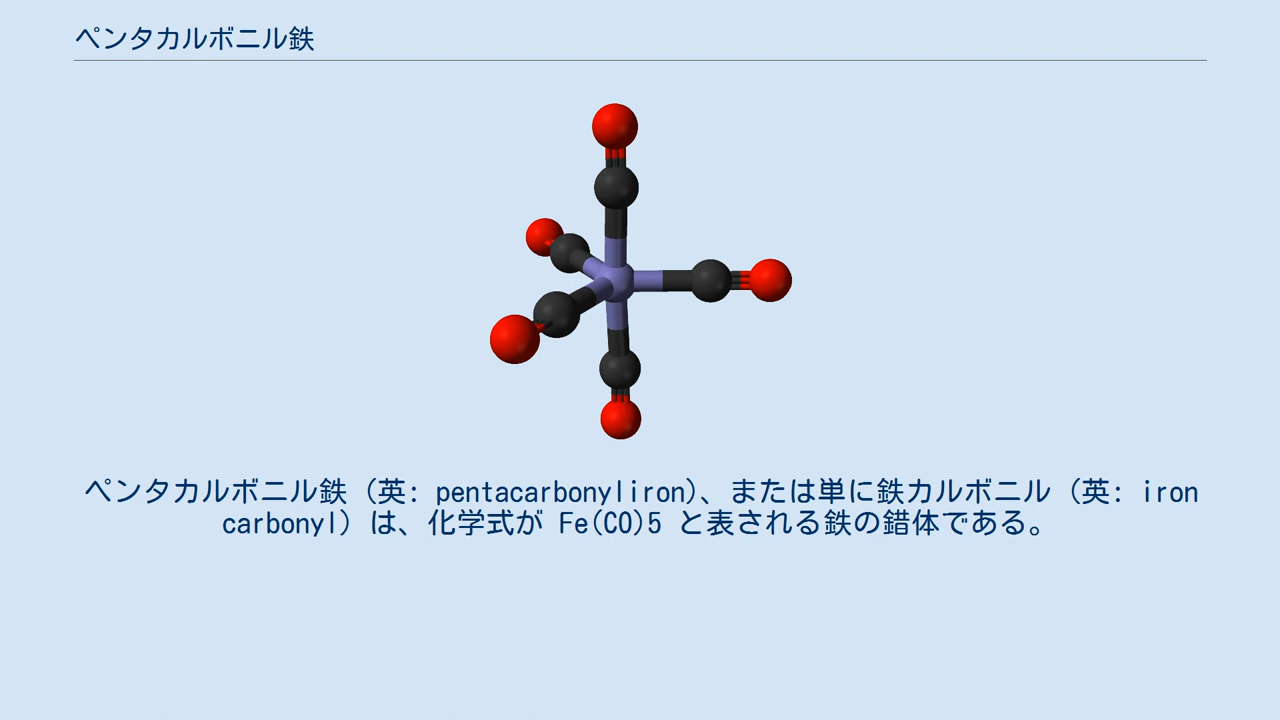 ペンタカルボニル鉄
ペンタカルボニル鉄 (英: pentacarbonyliron)、または単に鉄カルボニル (英: iron
carbonyl) は、化学式が Fe(CO)5 と表される鉄の錯体である。